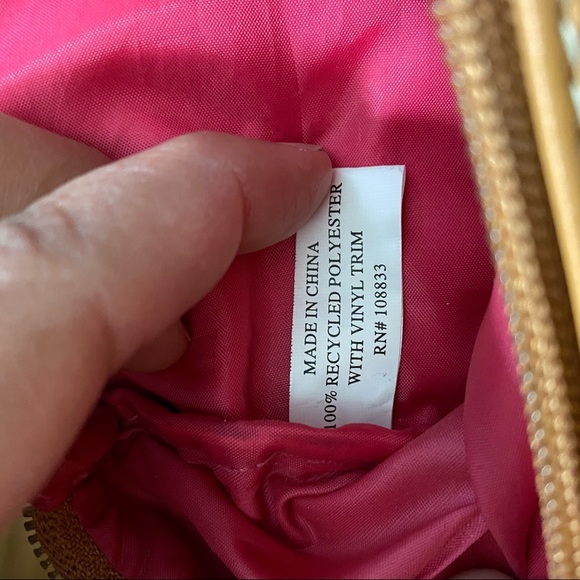 MADE IN CHINA
100% RECYCLED POLYESTER
WITH VINYL TRIM
RN# 108833